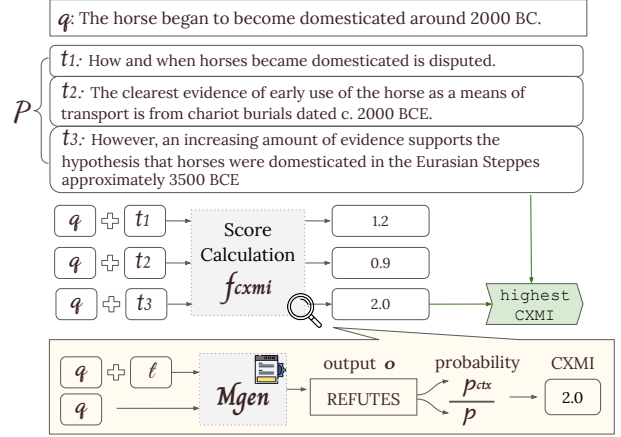 q: The horse began to become domesticated around 2000 BC.
P
t1: How and when horses became domesticated is disputed.
t2: The clearest evidence of early use of the horse as a means of
transport is from chariot burials dated c. 2000 BCE.
t3: However, an increasing amount of evidence supports the
hypothesis that horses were domesticated in the Eurasian Steppes
approximately 3500 BCE
q + t1
q + t2
q + t3
Score
Calculation
fcxmi
1.2
0.9
2.0
highest
CXMI
q + t
q
Mgen
output o
REFUTES
probability
pctx
p
CXMI
2.0